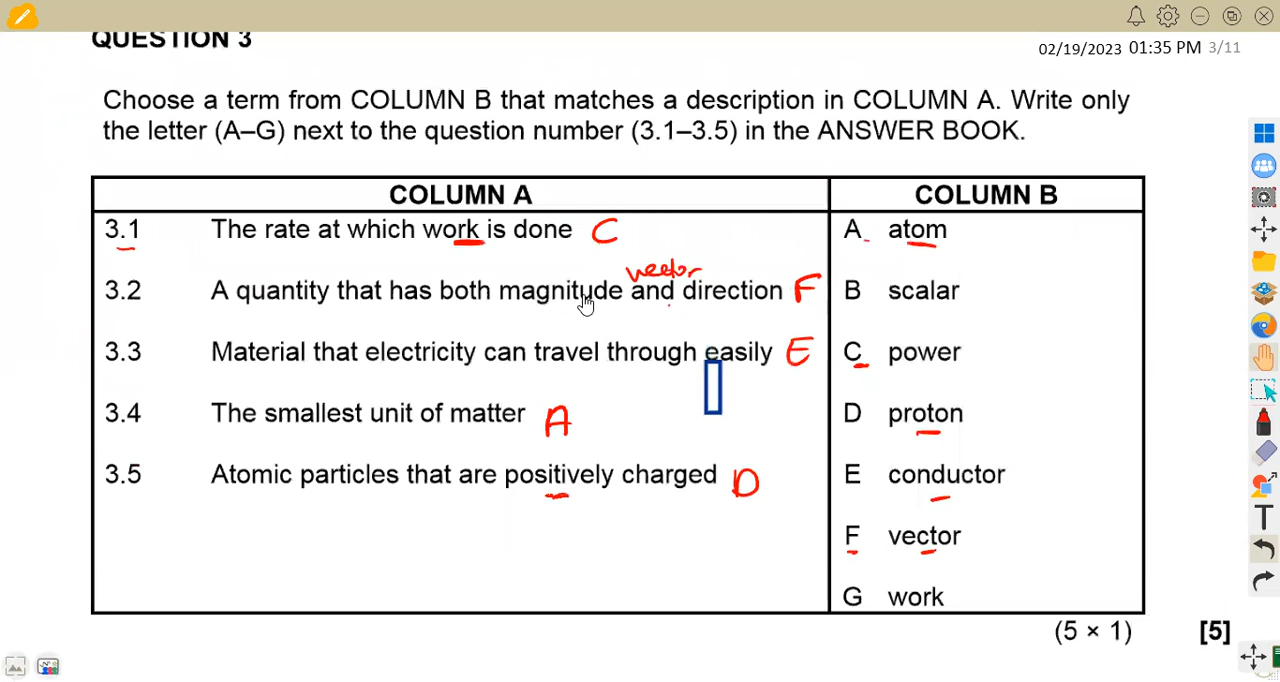 QUESTION 3
02/19/2023 01:35 PM 3/11
Choose a term from COLUMN B that matches a description in COLUMN A. Write only
the letter (A–G) next to the question number (3.1–3.5) in the ANSWER BOOK.
COLUMN A COLUMN B
3.1 The rate at which work is done C A atom
vector
3.2 A quantity that has both magnitude and direction F B scalar
3.3 Material that electricity can travel through easily E C power
3.4 The smallest unit of matter A D proton
3.5 Atomic particles that are positively charged D E conductor
F vector
G work
(5 × 1) [5]